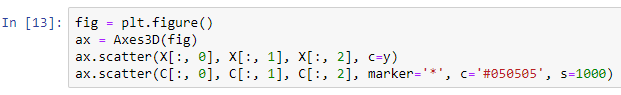 In [13]: fig = plt.figure()
ax = Axes3D(fig)
ax.scatter(X[:, 0], X[:, 1], X[:, 2], c=y)
ax.scatter(C[:, 0], C[:, 1], C[:, 2], marker='*', c='#050505', s=1000)